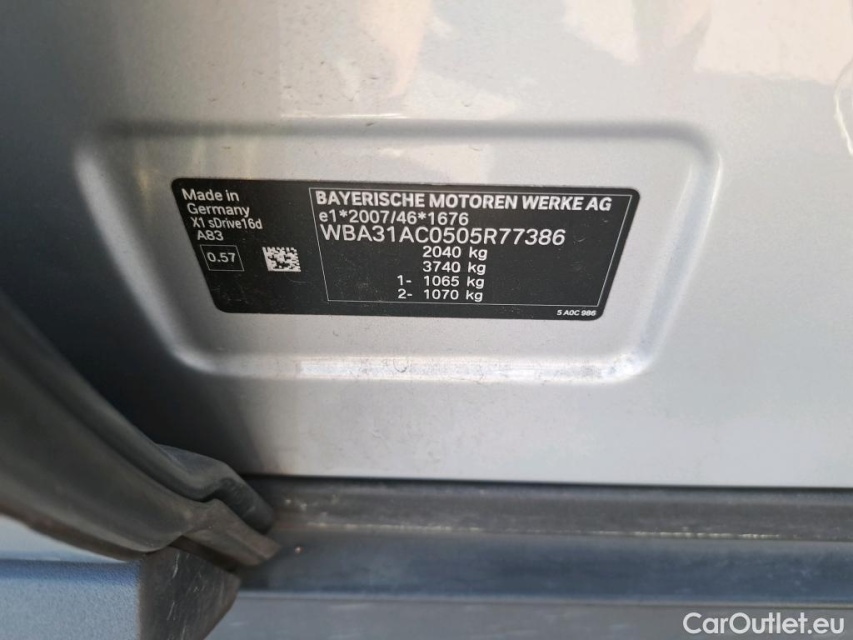 Made in
Germany
X1 sDrive16d
A83
0.57
BAYERISCHE MOTOREN WERKE AG
e1*2007/46*1676
WBA31AC0505R77386
2040 kg
3740 kg
1- 1065 kg
2- 1070 kg
5 A0C 986
CarOutlet.eu